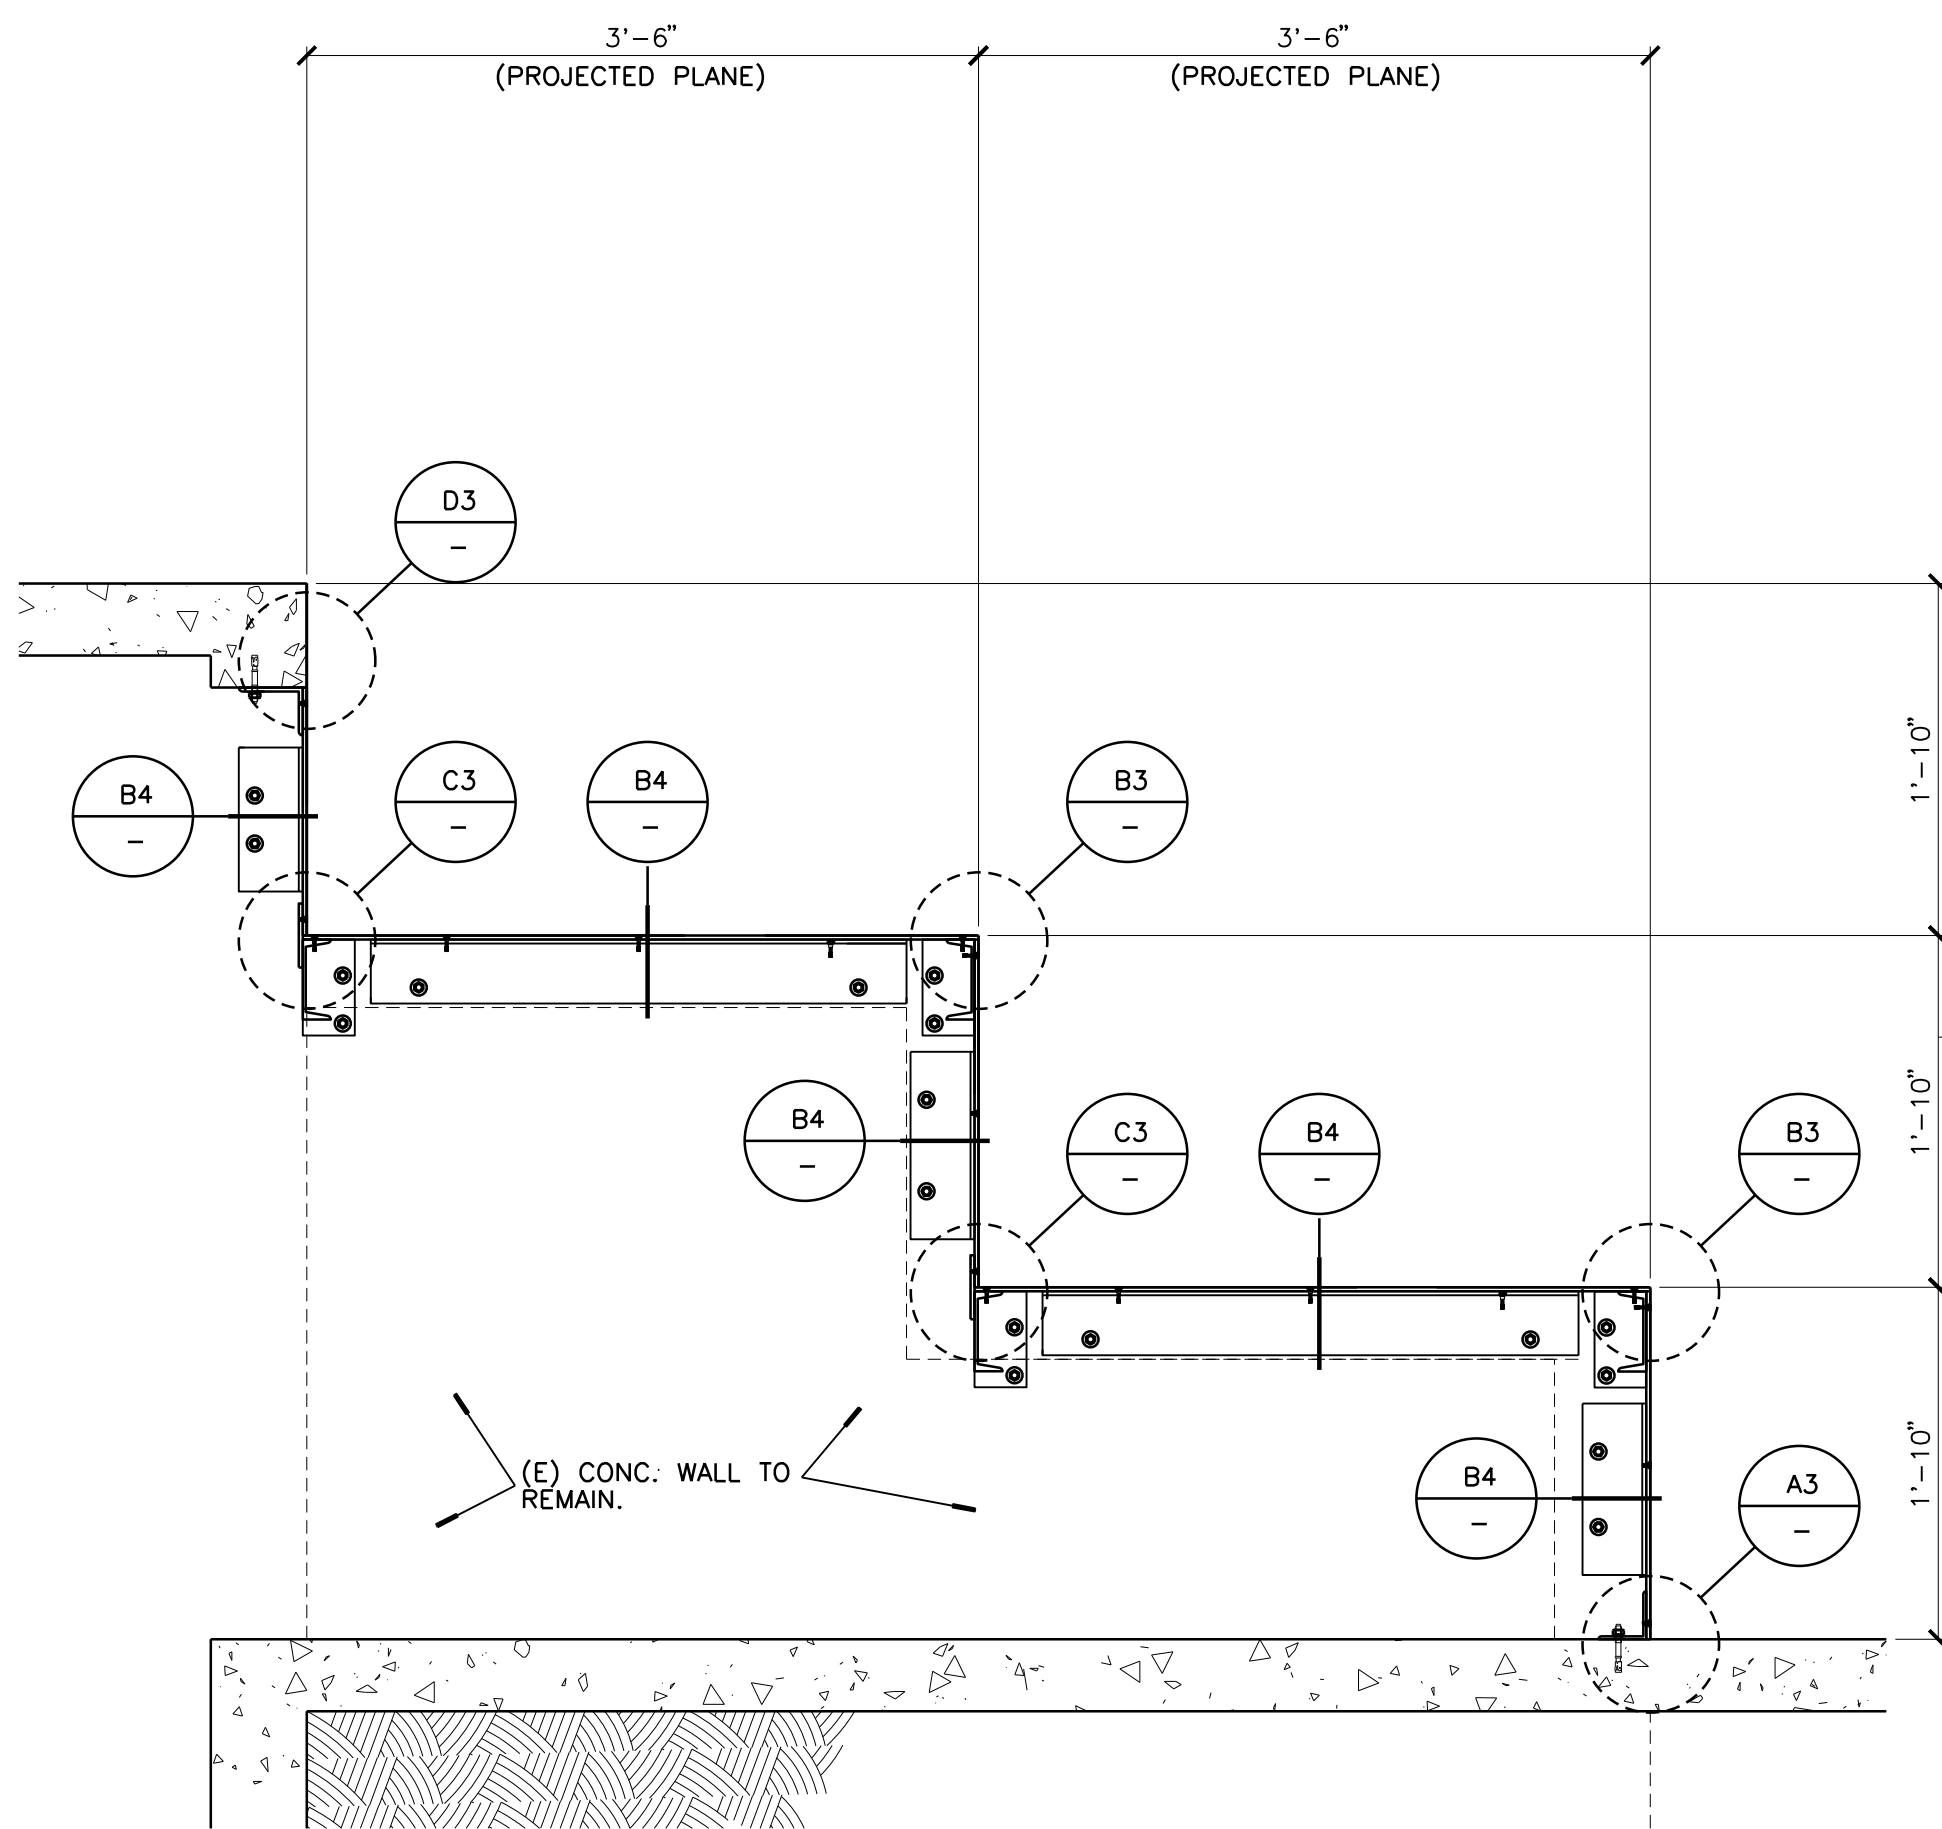 3'-6" 3'-6"
(PROJECTED PLANE) (PROJECTED PLANE)
D3
-
1'-10"
B4
-
C3
-
B4
-
B3
-
B4
-
C3
-
B4
-
B3
-
1'-10"
(E) CONC. WALL TO
REMAIN.
B4
-
A3
-
1'-10"